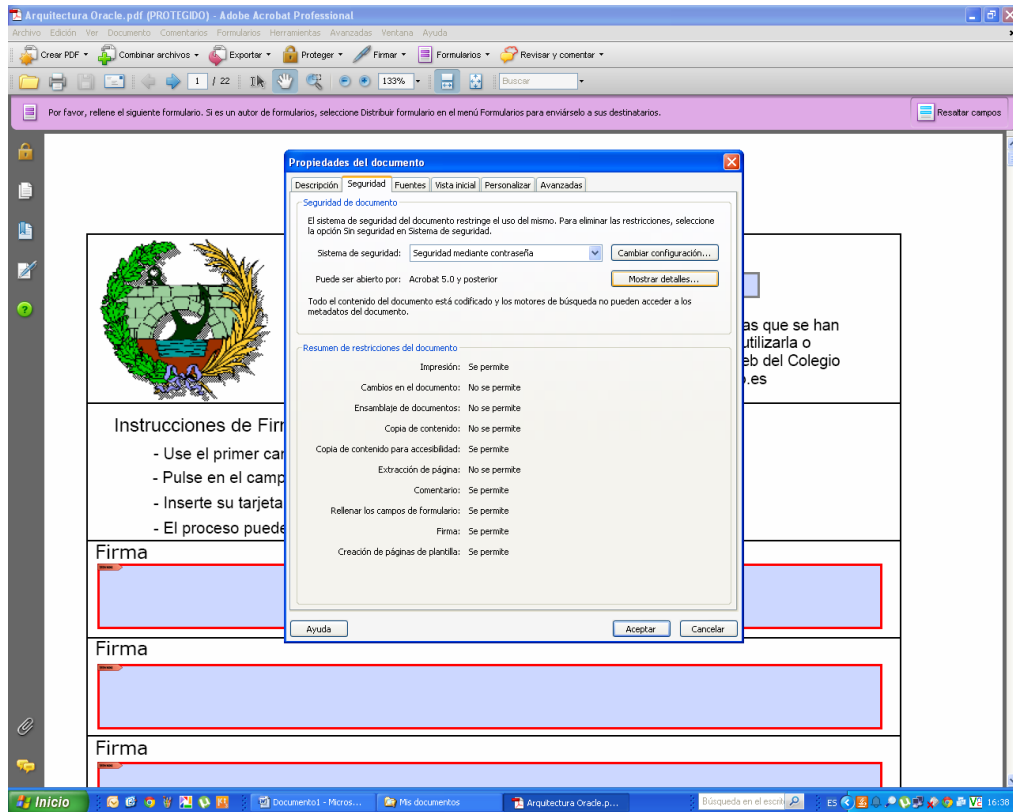 Arquitectura Oracle.pdf (PROTEGIDO) - Adobe Acrobat Professional
Archivo Edición Ver Documento Comentarios Formularios Herramientas Avanzadas Ventana Ayuda
Crear PDF Combinar archivos Exportar Proteger Firmar Formularios Revisar y comentar
1 / 22 133% Buscar
Por favor, rellene el siguiente formulario. Si es un autor de formularios, seleccione Distribuir formulario en el menú Formularios para enviárselo a sus destinatarios.
Resaltar campos
Propiedades del documento
Descripción Seguridad Fuentes Vista inicial Personalizar Avanzadas
Seguridad de documento
El sistema de seguridad del documento restringe el uso del mismo. Para eliminar las restricciones, seleccione
la opción Sin seguridad en Sistema de seguridad.
Sistema de seguridad: Seguridad mediante contraseña Cambiar configuración...
Puede ser abierto por: Acrobat 5.0 y posterior Mostrar detalles...
Todo el contenido del documento está codificado y los motores de búsqueda no pueden acceder a los
metadatos del documento.
Resumen de restricciones del documento
Impresión: Se permite
Cambios en el documento: No se permite
Ensamblaje de documentos: No se permite
Copia de contenido: No se permite
Copia de contenido para accesibilidad: Se permite
Extracción de página: No se permite
Comentario: Se permite
Rellenar los campos de formulario: Se permite
Firma: Se permite
Creación de páginas de plantilla: Se permite
Ayuda Aceptar Cancelar
as que se han
utilizarla o
eb del Colegio
.es
Instrucciones de Firm
- Use el primer car
- Pulse en el camp
- Inserte su tarjeta
- El proceso puede
Firma
Firma
Firma
Inicio Documento1 - Micros... Mis documentos Arquitectura Oracle.p... Búsqueda en el escrit ES 16:38